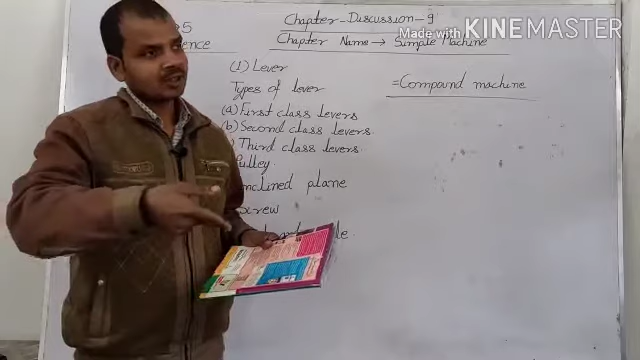 Made with KINEMASTER
Chapter-Discussion-9
5
ence
Chapter Name → Simple Machine
(1) Lever
Types of lever
=Compound machine
(a) First class levers
(b) Second class levers.
) Third class levers.
Pulley.
inclined plane
Screw
le.